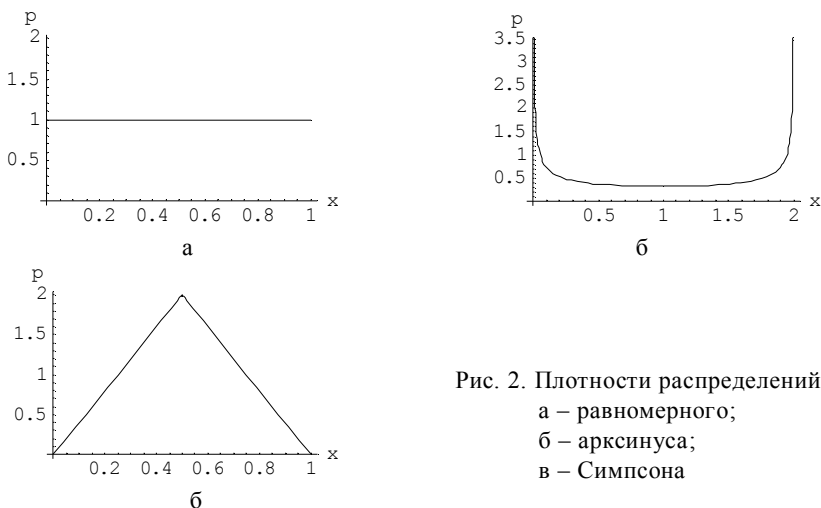 p
2
1.5
1
0.5
0.2 0.4 0.6 0.8 1 x
а
p
3.5
3
2.5
2
1.5
1
0.5
0.5 1 1.5 2 x
б
p
2
1.5
1
0.5
0.2 0.4 0.6 0.8 1 x
б
Рис. 2. Плотности распределений
а – равномерного;
б – арксинуса;
в – Симпсона